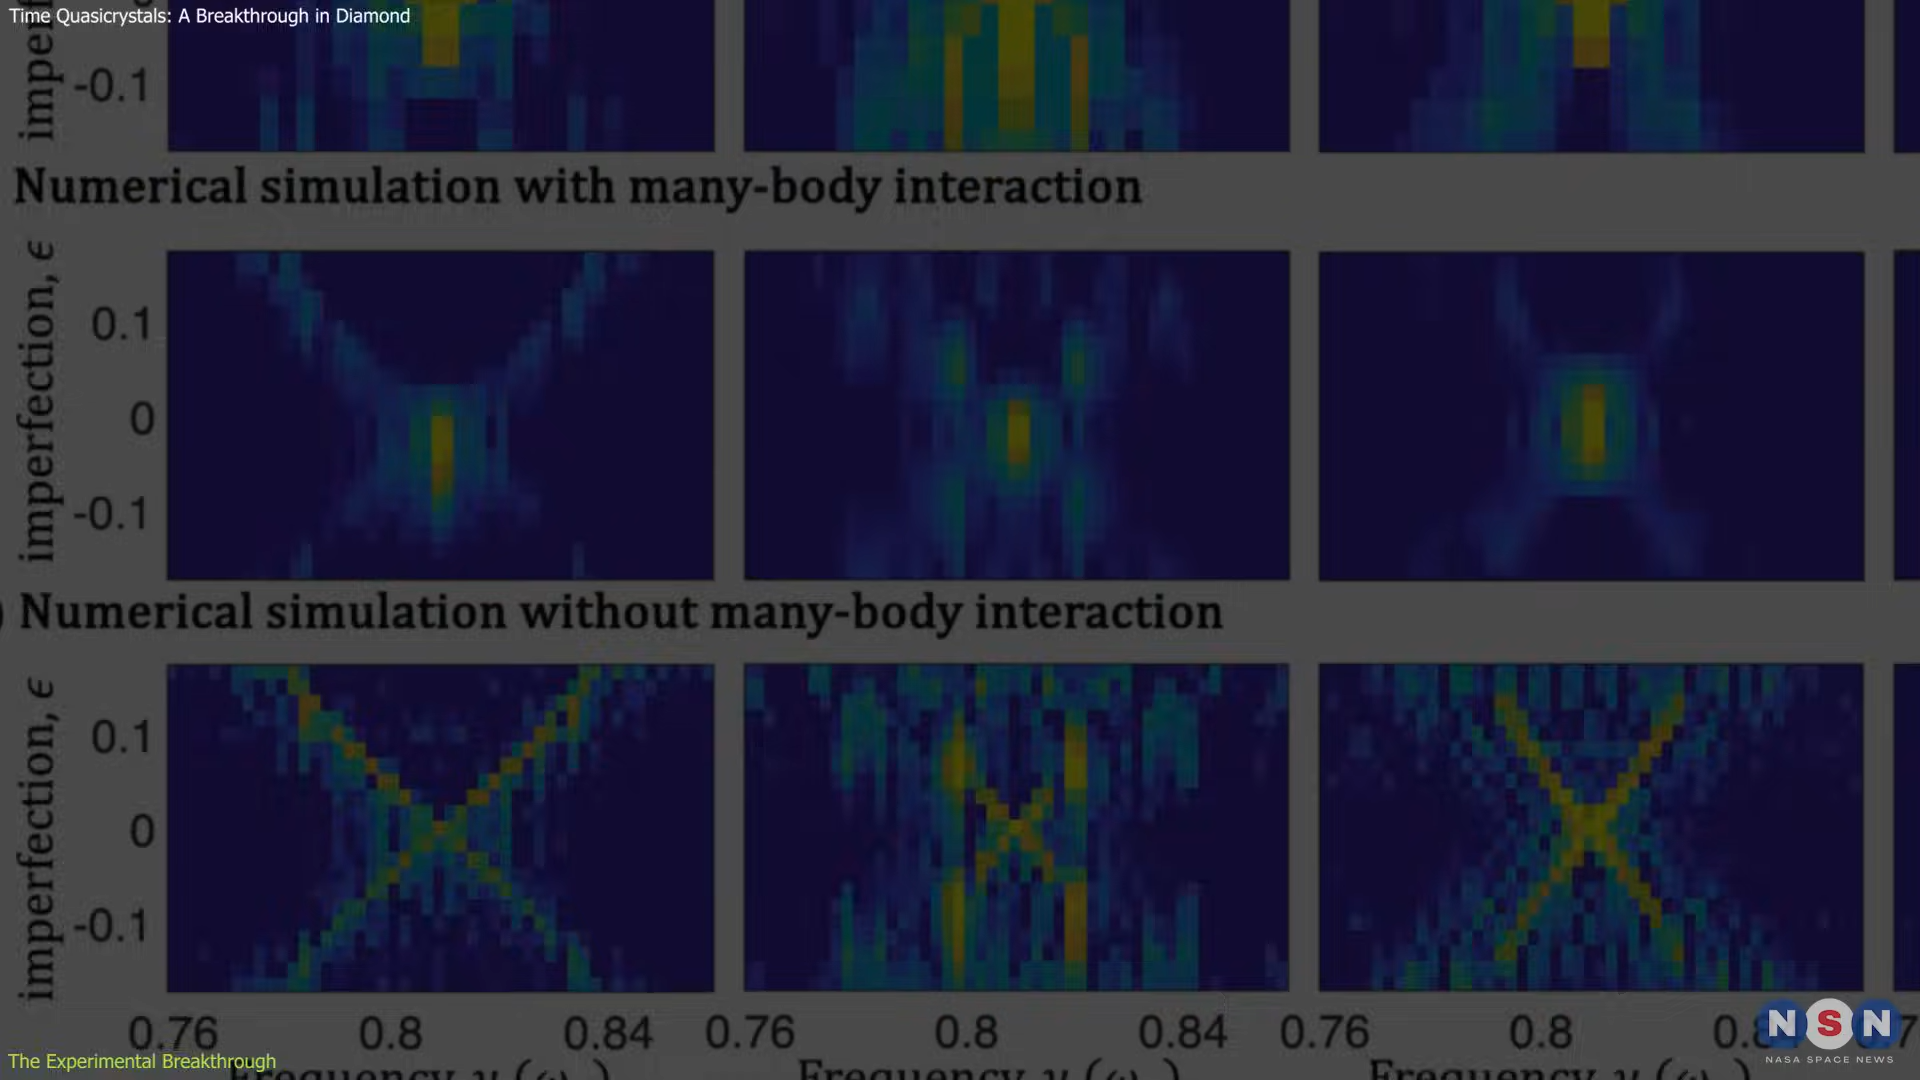 Time Quasicrystals: A Breakthrough in Diamond
-0.1
Numerical simulation with many-body interaction
imperfection, ϵ
0.1
0
-0.1
Numerical simulation without many-body interaction
imperfection, ϵ
0.1
0
-0.1
0.76 0.8 0.84 0.76 0.8 0.84 0.76 0.8
The Experimental Breakthrough
NSN
NASA SPACE NEWS